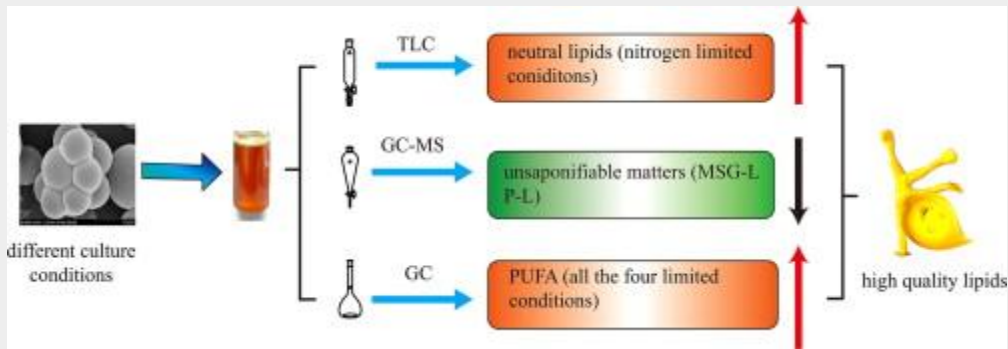 TLC
neutral lipids (nitrogen limited
coniditons)
GC-MS
unsaponifiable matters (MSG-L
P-L)
different culture
conditions
GC
PUFA (all the four limited
conditions)
high quality lipids